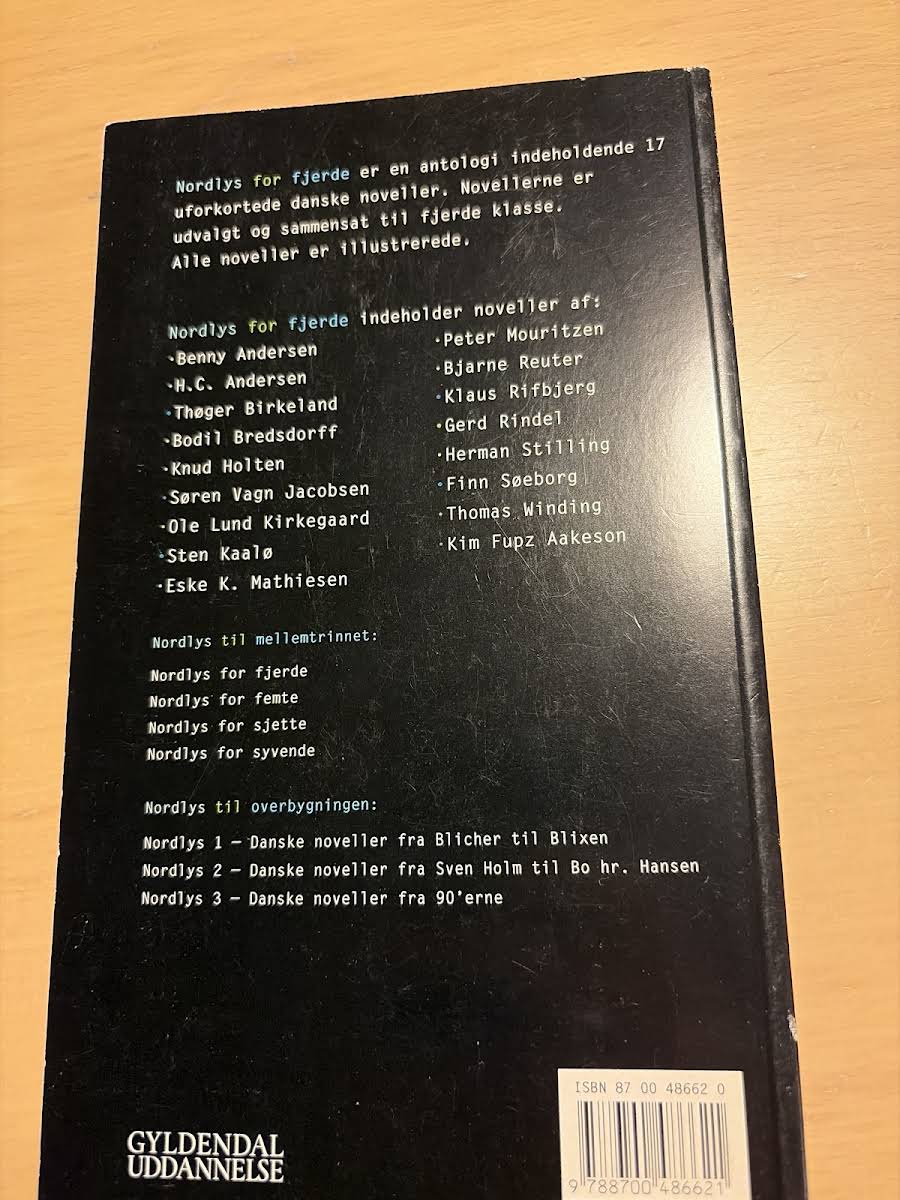 Nordlys for fjerde er en antologi indeholdende 17
uforkortede danske noveller. Novellerne er
udvalgt og sammensat til fjerde klasse.
Alle noveller er illustrerede.
Nordlys for fjerde indeholder noveller af:
·Benny Andersen
·H.C. Andersen
·Thøger Birkeland
·Bodil Bredsdorff
·Knud Holten
·Søren Vagn Jacobsen
·Ole Lund Kirkegaard
·Sten Kaalø
·Eske K. Mathiesen
·Peter Mouritzen
·Bjarne Reuter
·Klaus Rifbjerg
·Gerd Rindel
·Herman Stilling
·Finn Søeborg
·Thomas Winding
·Kim Fupz Aakeson
Nordlys til mellemtrinnet:
Nordlys for fjerde
Nordlys for femte
Nordlys for sjette
Nordlys for syvende
Nordlys til overbygningen:
Nordlys 1 – Danske noveller fra Blicher til Blixen
Nordlys 2 – Danske noveller fra Sven Holm til Bo hr. Hansen
Nordlys 3 – Danske noveller fra 90'erne
GYLDENDAL
UDDANNELSE
ISBN 87 00 48662 0
9 788700 486621